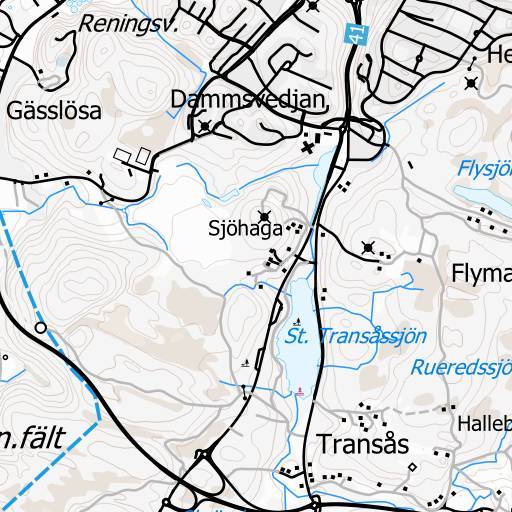 Reningsv.
41
He
Gässlösa
Dammsvedjan
Flysjö
Sjöhaga
Flyma
St. Transåssjön
Rueredssjö
Halleb
n.fält
Transås